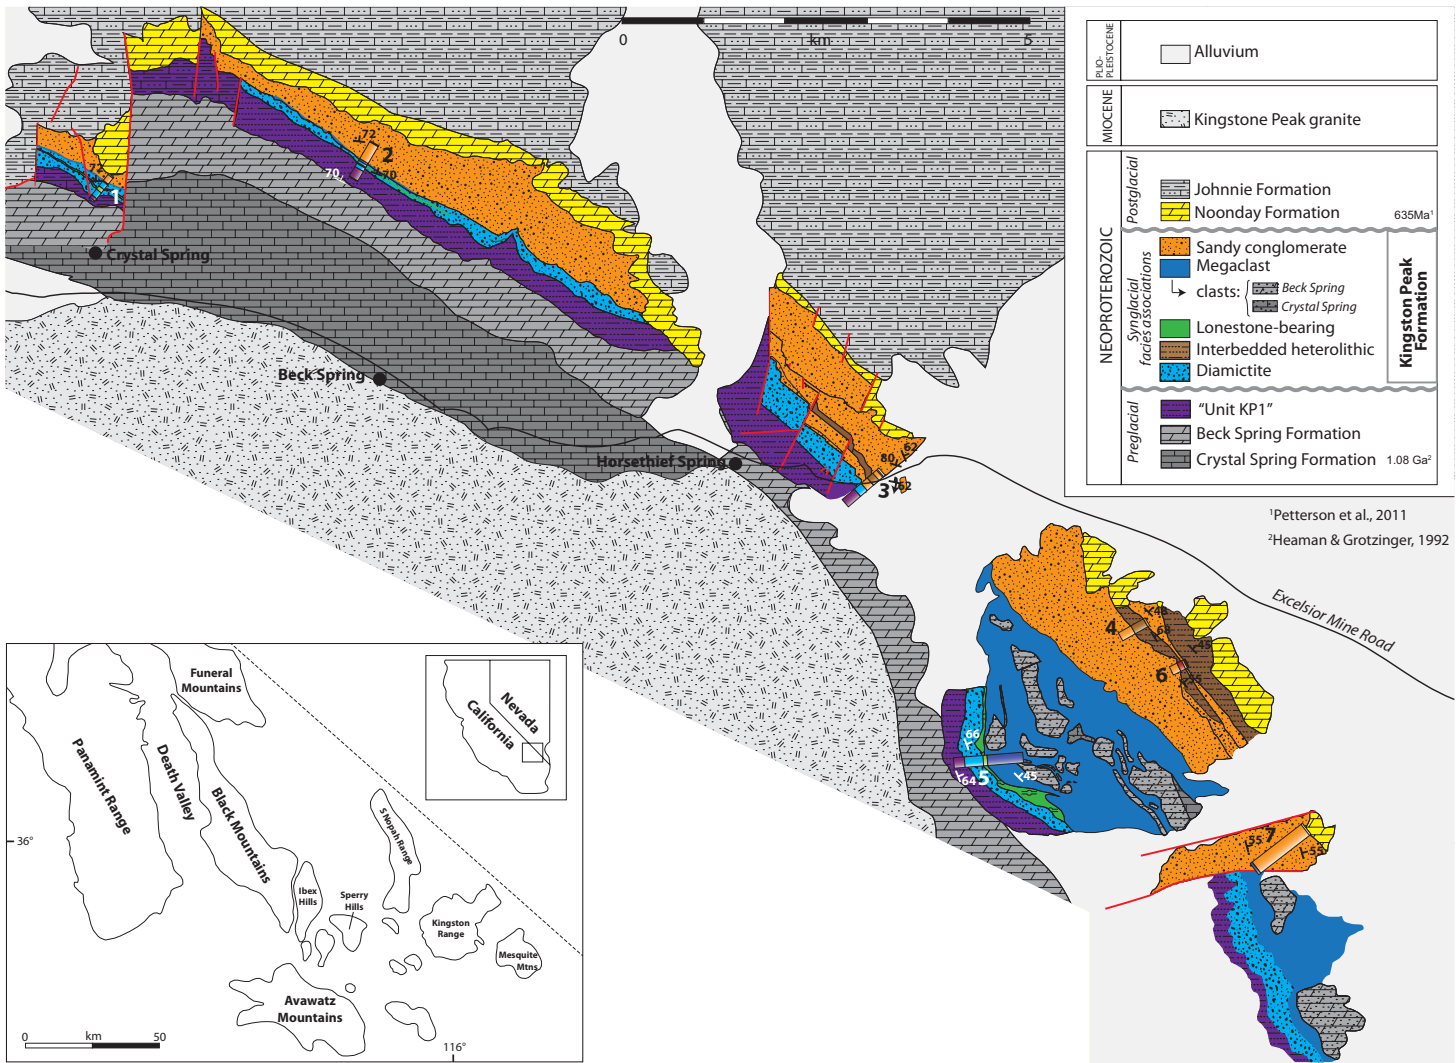 0
km
5
72
2
70
70
72
1
Crystal Spring
Beck Spring
Horsethief Spring
62
80
3
62
PLIO-
PLEISTOCENE
Alluvium
MIOCENE
Kingstone Peak granite
NEOPROTEROZOIC
Postglacial
Johnnie Formation
Noonday Formation
635Ma¹
Synglacial
facies associations
Sandy conglomerate
Megaclast
clasts:
Beck Spring
Crystal Spring
Lonestone-bearing
Interbedded heterolithic
Diamictite
Kingston Peak
Formation
Preglacial
"Unit KP1"
Beck Spring Formation
Crystal Spring Formation
1.08 Ga²
¹Petterson et al., 2011
²Heaman & Grotzinger, 1992
Excelsior Mine Road
4
45
6
66
5
64
45
55
7
55
Funeral
Mountains
Panamint Range
Death Valley
Black Mountains
Nevada
California
S Nopah Range
Ibex
Hills
Sperry
Hills
Kingston
Range
Mesquite
Mtns
Avawatz
Mountains
36°
0
km
50
116°